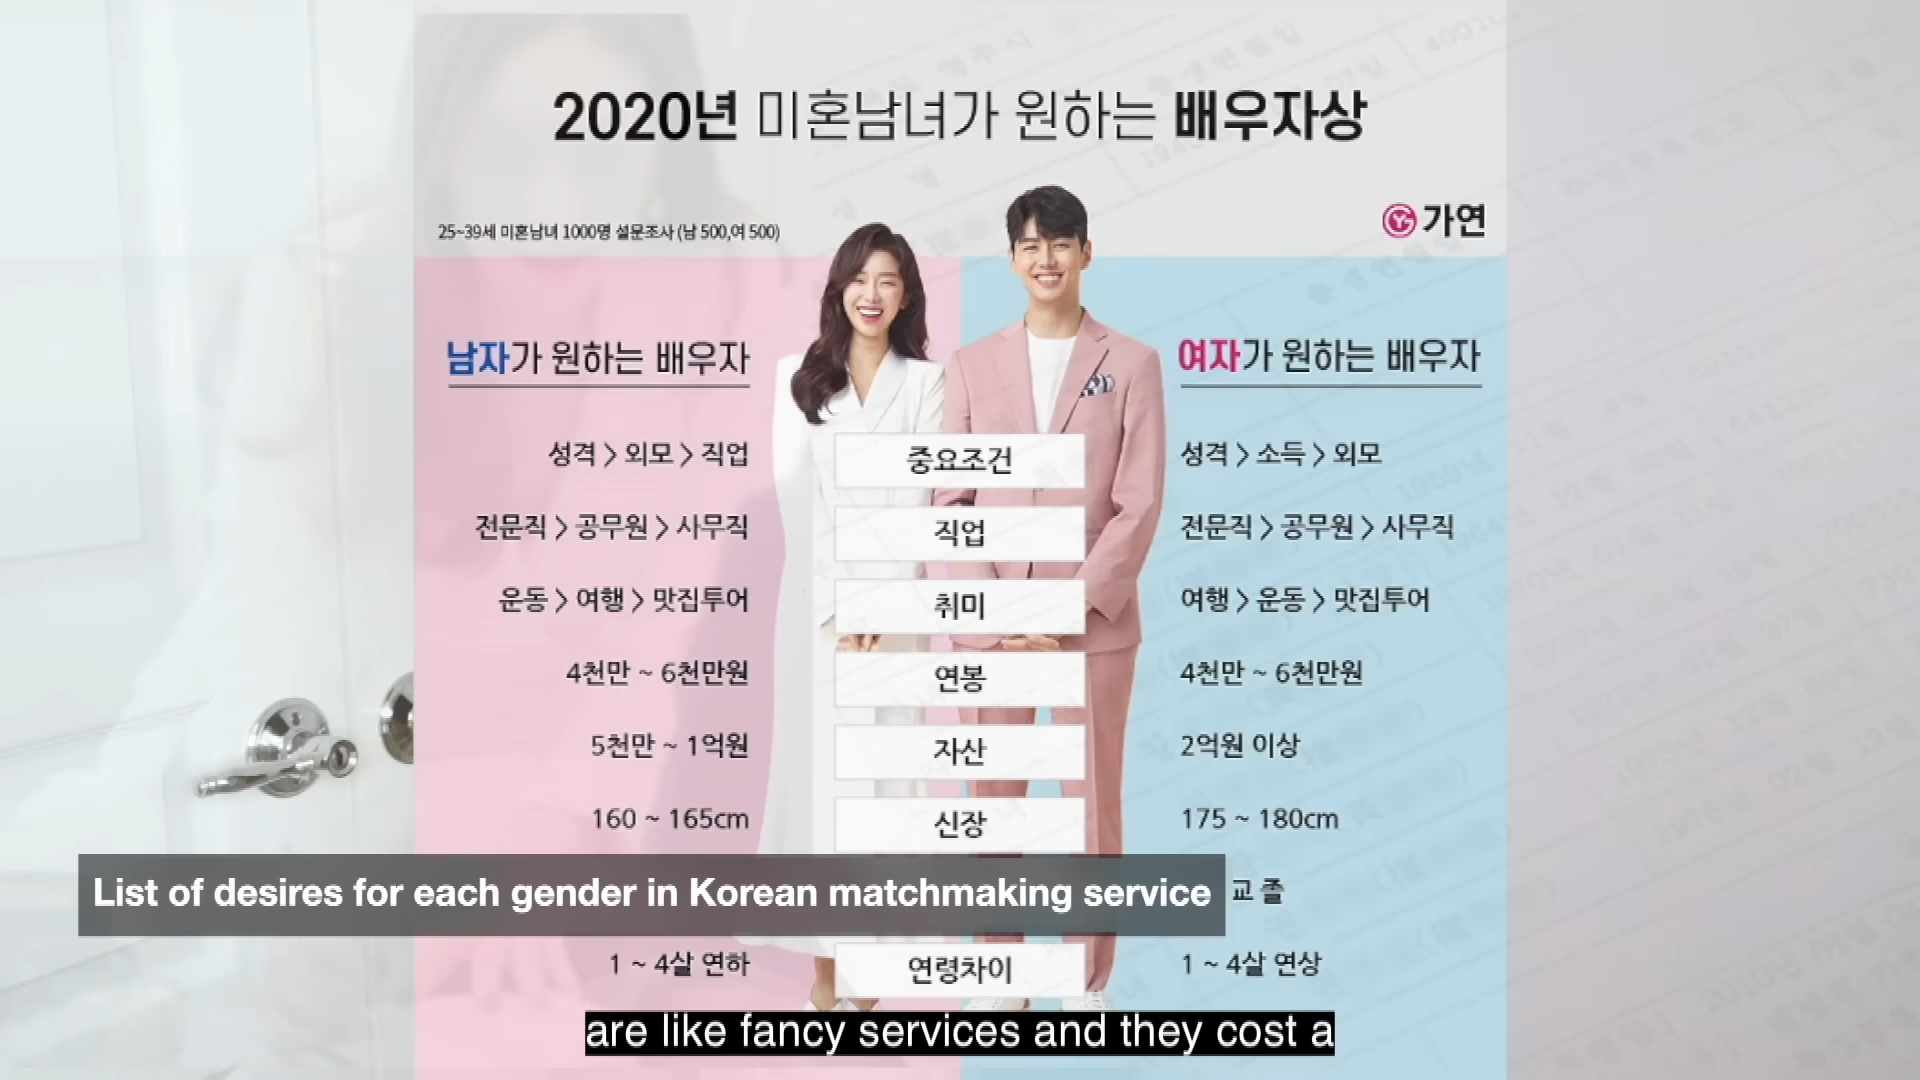 2020년 미혼남녀가 원하는 배우자상
25~39세 미혼남녀 1000명 설문조사 (남 500,여 500)
가연
남자가 원하는 배우자
여자가 원하는 배우자
성격 > 외모 > 직업
중요조건
성격 > 소득 > 외모
전문직 > 공무원 > 사무직
직업
전문직 > 공무원 > 사무직
운동 > 여행 > 맛집투어
취미
여행 > 운동 > 맛집투어
4천만 ~ 6천만원
연봉
4천만 ~ 6천만원
5천만 ~ 1억원
자산
2억원 이상
160 ~ 165cm
신장
175 ~ 180cm
List of desires for each gender in Korean matchmaking service
교 졸
1 ~ 4살 연하
연령차이
1 ~ 4살 연상
are like fancy services and they cost a